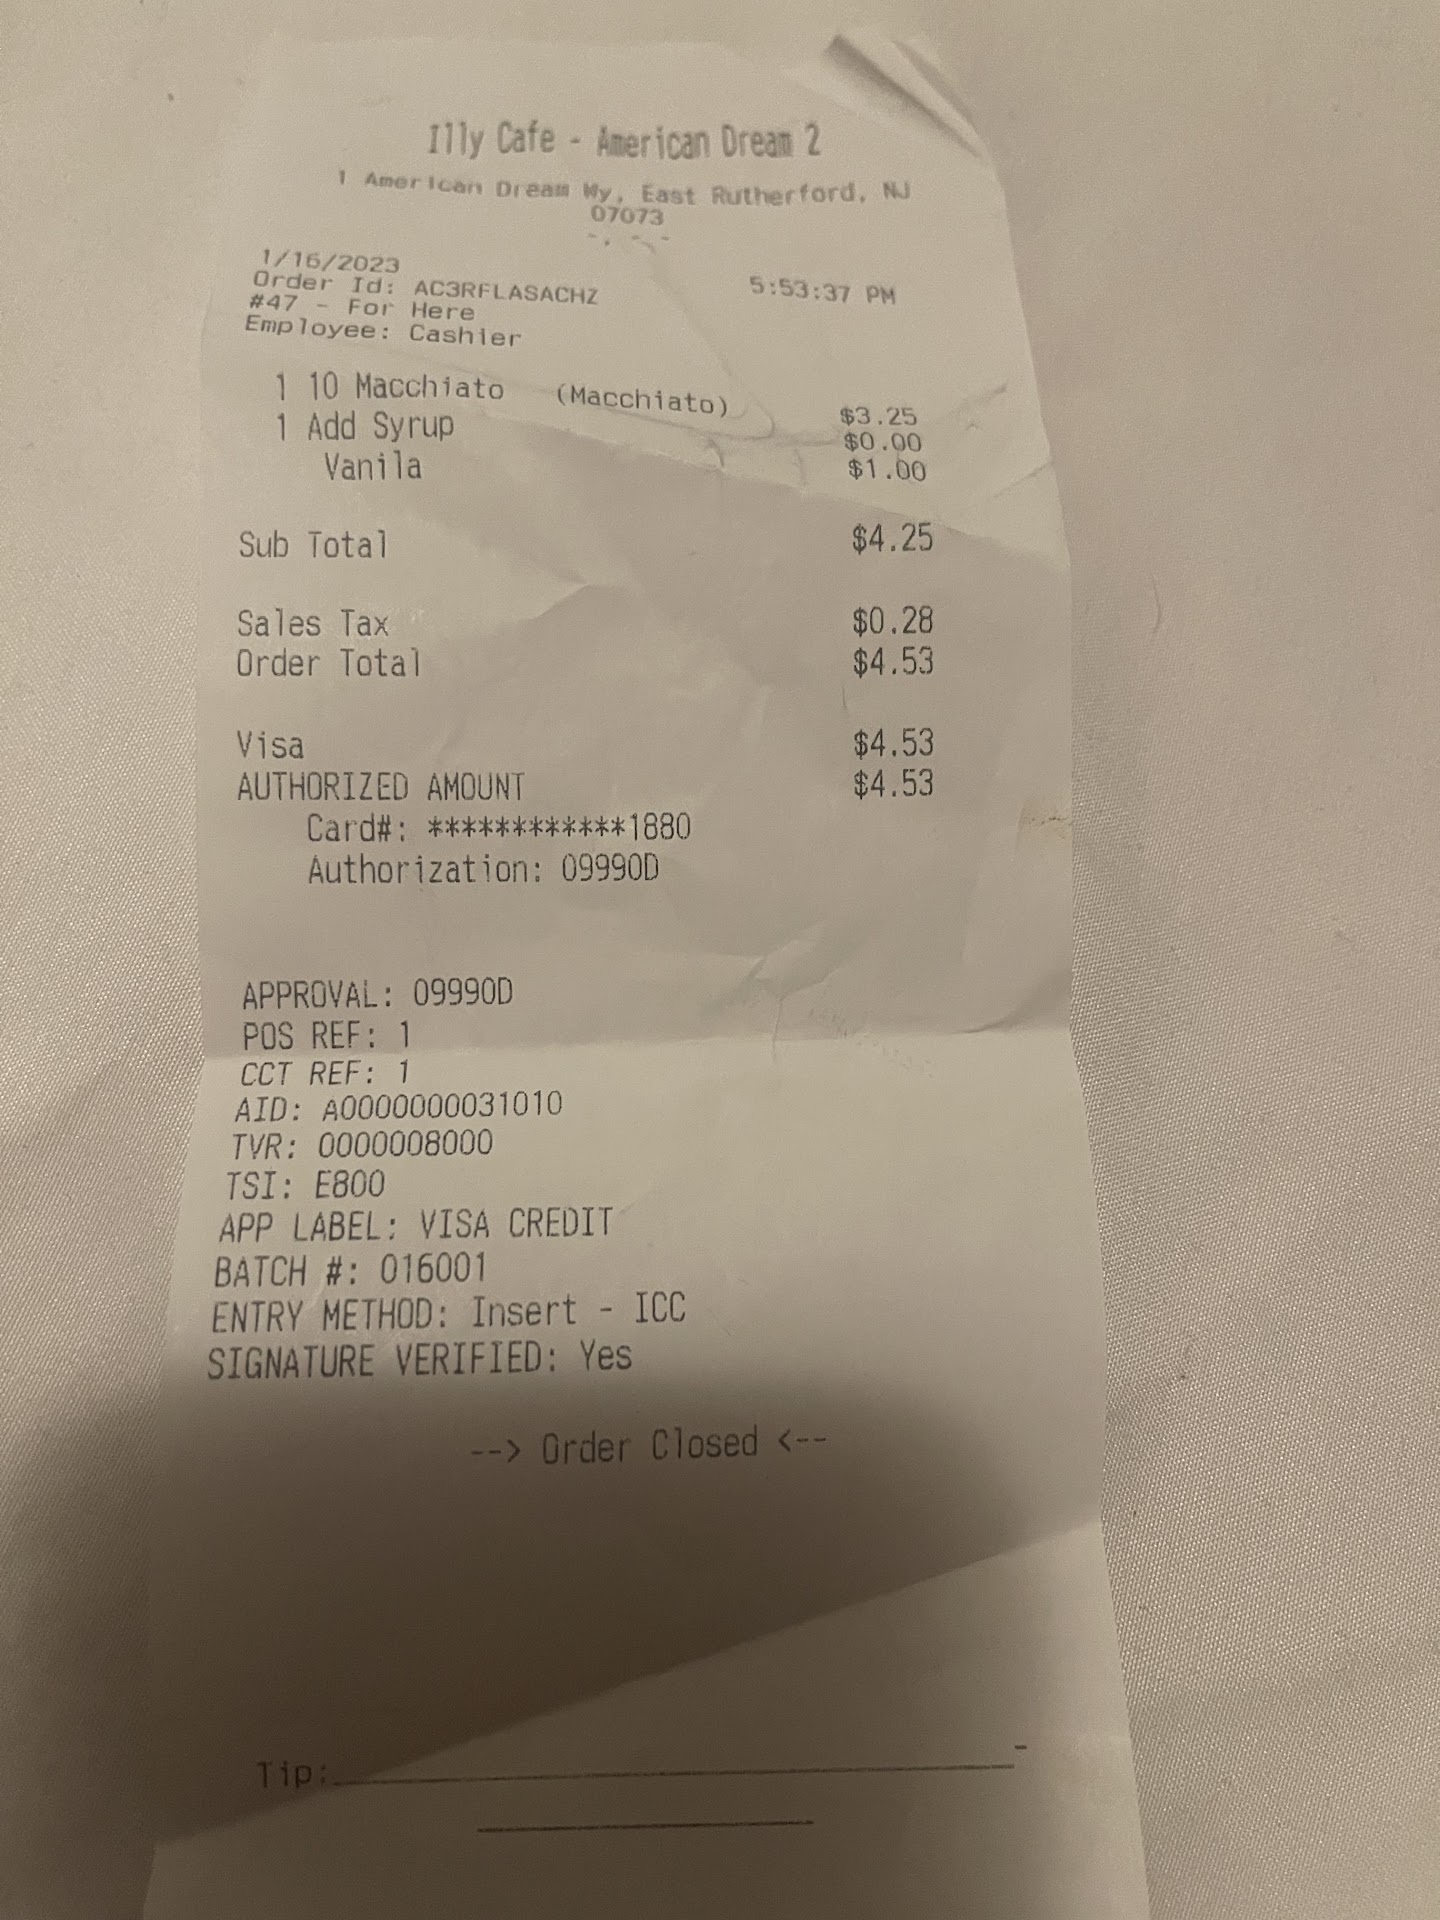 Illy Cafe - American Dream 2
1 American Dream Wy, East Rutherford, NJ
07073
1/16/2023 5:53:37 PM
Order Id: AC3RFLASACHZ
#47 - For Here
Employee: Cashier
1 10 Macchiato (Macchiato) $3.25
1 Add Syrup $0.00
Vanila $1.00
Sub Total $4.25
Sales Tax $0.28
Order Total $4.53
Visa $4.53
AUTHORIZED AMOUNT $4.53
Card#: ************1880
Authorization: 09990D
APPROVAL: 09990D
POS REF: 1
CCT REF: 1
AID: A0000000031010
TVR: 0000008000
TSI: E800
APP LABEL: VISA CREDIT
BATCH #: 016001
ENTRY METHOD: Insert - ICC
SIGNATURE VERIFIED: Yes
--> Order Closed <--
Tip: